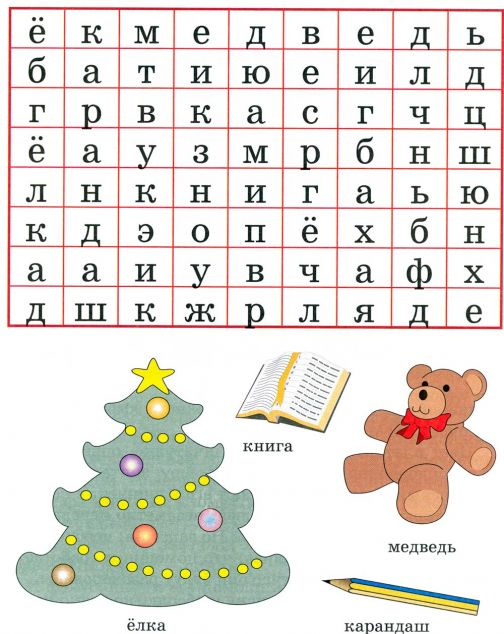 ё к м е д в е д ь
б а т и ю е и л д
г р в к а с г ч ц
ё а у з м р б н ш
л н к н и г а ь ю
к д э о п ё х б н
а а и у в ч а ф х
д ш к ж р л я д е
книга
медведь
ёлка
карандаш